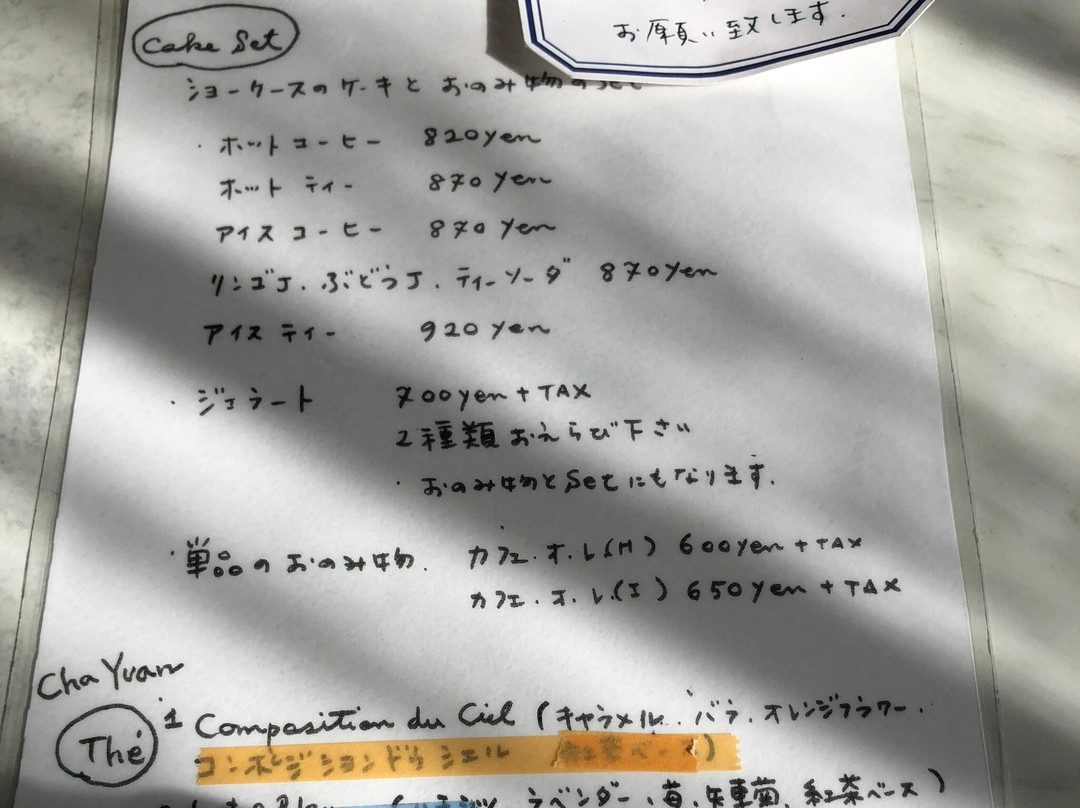 お願い致します.
Cake Set
ショーケースのケーキと おのみ物のSet
・ホットコーヒー 820yen
ホットティー 870yen
アイスコーヒー 870yen
リンゴJ. ぶどうJ. ティーソーダ 870yen
アイスティー 920yen
・ジェラート 700yen+TAX
2種類おえらび下さい
・おのみ物とSetにもなります.
・単品のおのみ物. カフェ・オ・レ(H) 600yen+TAX
カフェ・オ・レ(I) 650yen+TAX
Cha Yuan
Thé
1 Composition du Ciel (キャラメル. バラ. オレンジフラワー.
コンポジションドゥシエル 紅茶ベース)
ラベンダー、苺、矢車菊、紅茶ベース)